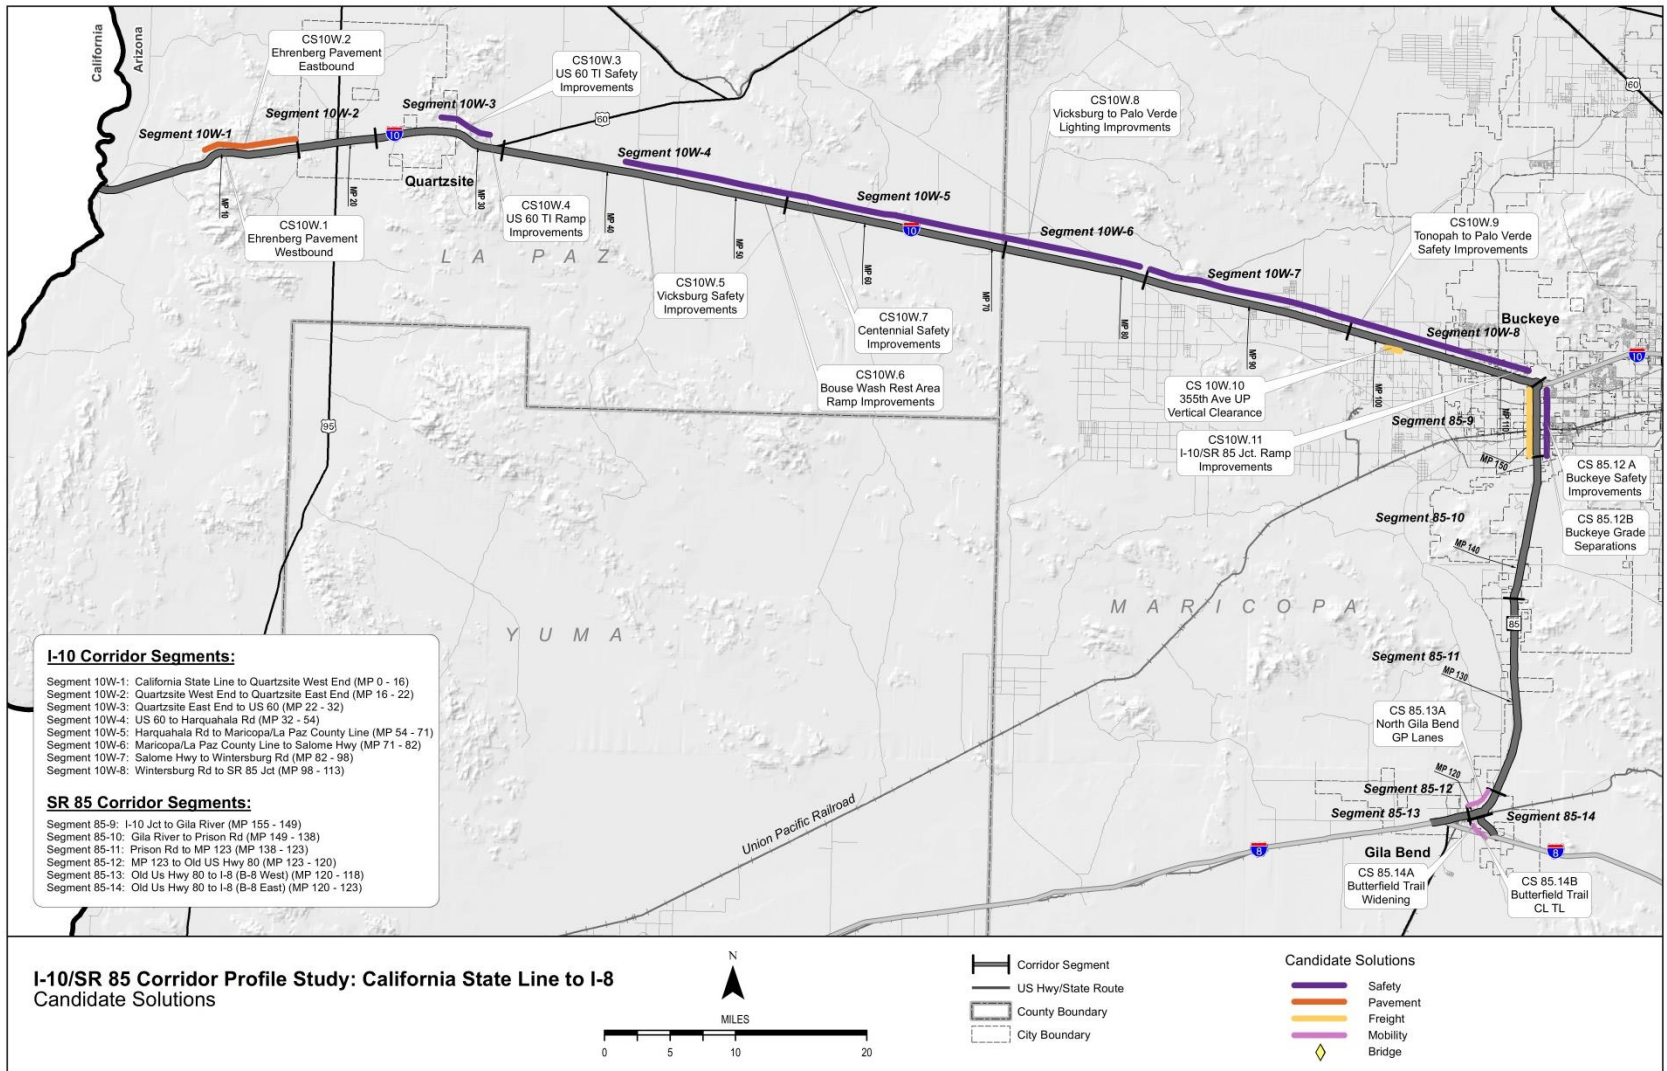 California
Arizona
CS10W.2
Ehrenberg Pavement
Eastbound
CS10W.3
US 60 TI Safety
Improvements
Segment 10W-1
Segment 10W-2
Segment 10W-3
10
60
60
Quartzsite
MP 10
MP 20
MP 30
CS10W.1
Ehrenberg Pavement
Westbound
CS10W.4
US 60 TI Ramp
Improvements
Segment 10W-4
MP 40
MP 50
LA PAZ
CS10W.5
Vicksburg Safety
Improvements
Segment 10W-5
10
MP 60
MP 70
CS10W.7
Centennial Safety
Improvements
CS10W.6
Bouse Wash Rest Area
Ramp Improvements
CS10W.8
Vicksburg to Palo Verde
Lighting Improvments
Segment 10W-6
MP 80
CS10W.9
Tonopah to Palo Verde
Safety Improvements
Segment 10W-7
MP 90
Buckeye
Segment 10W-8
10
MP 100
MP 110
CS 10W.10
355th Ave UP
Vertical Clearance
CS10W.11
I-10/SR 85 Jct. Ramp
Improvements
Segment 85-9
MP 150
CS 85.12 A
Buckeye Safety
Improvements
CS 85.12B
Buckeye Grade
Separations
Segment 85-10
MP 140
95
YUMA
MARICOPA
85
Segment 85-11
MP 130
CS 85.13A
North Gila Bend
GP Lanes
MP 120
Segment 85-12
Segment 85-13
Segment 85-14
Union Pacific Railroad
8
8
Gila Bend
CS 85.14A
Butterfield Trail
Widening
CS 85.14B
Butterfield Trail
CL TL
I-10 Corridor Segments:
Segment 10W-1: California State Line to Quartzsite West End (MP 0 - 16)
Segment 10W-2: Quartzsite West End to Quartzsite East End (MP 16 - 22)
Segment 10W-3: Quartzsite East End to US 60 (MP 22 - 32)
Segment 10W-4: US 60 to Harquahala Rd (MP 32 - 54)
Segment 10W-5: Harquahala Rd to Maricopa/La Paz County Line (MP 54 - 71)
Segment 10W-6: Maricopa/La Paz County Line to Salome Hwy (MP 71 - 82)
Segment 10W-7: Salome Hwy to Wintersburg Rd (MP 82 - 98)
Segment 10W-8: Wintersburg Rd to SR 85 Jct (MP 98 - 113)
SR 85 Corridor Segments:
Segment 85-9: I-10 Jct to Gila River (MP 155 - 149)
Segment 85-10: Gila River to Prison Rd (MP 149 - 138)
Segment 85-11: Prison Rd to MP 123 (MP 138 - 123)
Segment 85-12: MP 123 to Old US Hwy 80 (MP 123 - 120)
Segment 85-13: Old Us Hwy 80 to I-8 (B-8 West) (MP 120 - 118)
Segment 85-14: Old Us Hwy 80 to I-8 (B-8 East) (MP 120 - 123)
I-10/SR 85 Corridor Profile Study: California State Line to I-8
Candidate Solutions
N
MILES
0 5 10 20
Corridor Segment
US Hwy/State Route
County Boundary
City Boundary
Candidate Solutions
Safety
Pavement
Freight
Mobility
Bridge